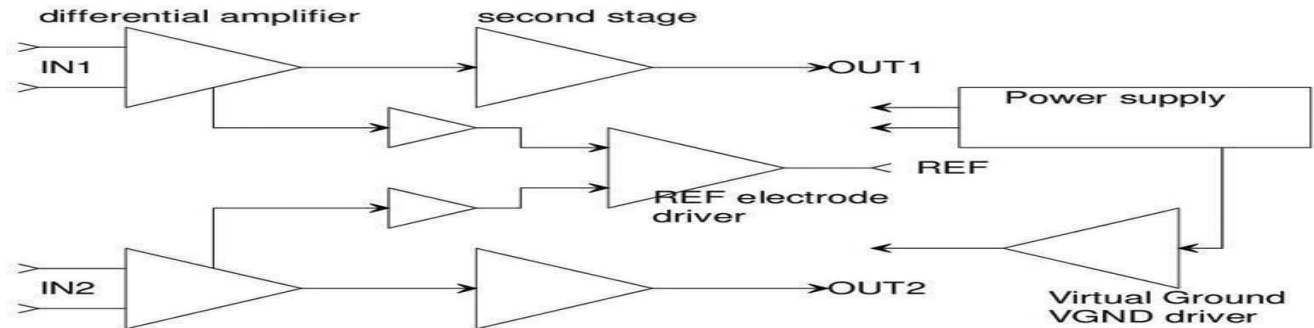 differential amplifier
second stage
IN1
OUT1
Power supply
REF
REF electrode
driver
IN2
OUT2
Virtual Ground
VGND driver